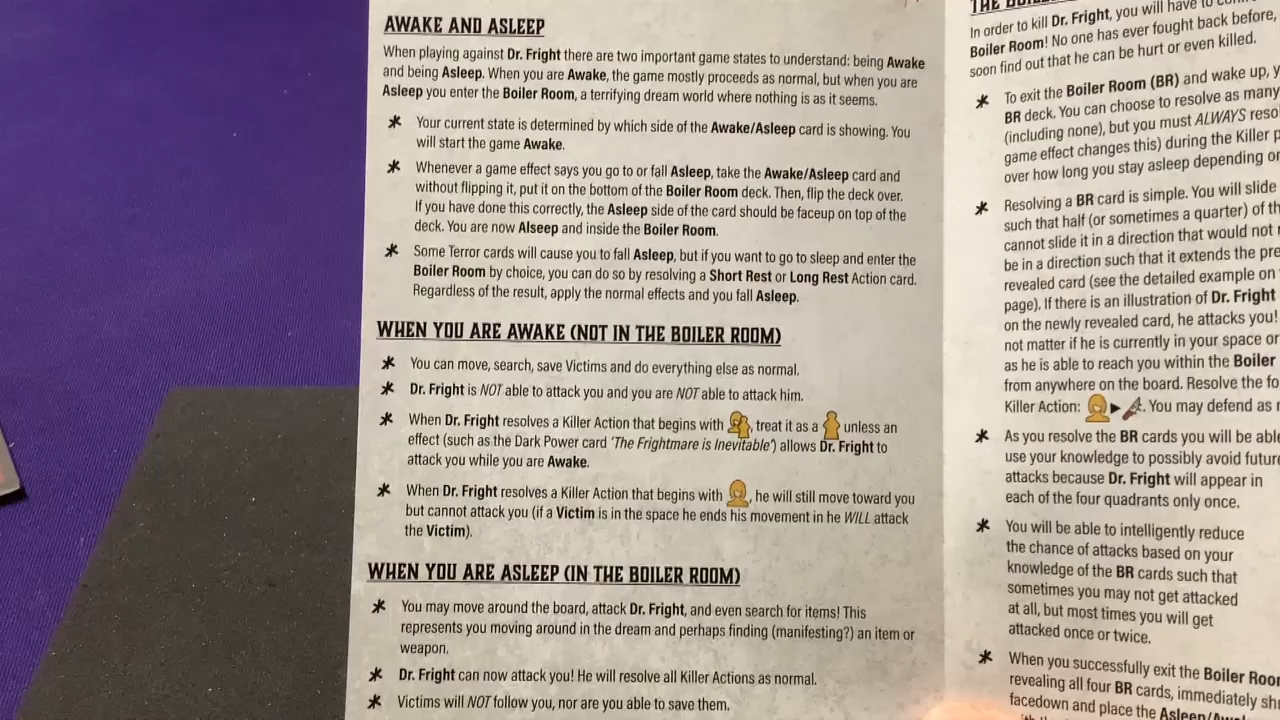 AWAKE AND ASLEEP
When playing against Dr. Fright there are two important game states to understand: being Awake
and being Asleep. When you are Awake, the game mostly proceeds as normal, but when you are
Asleep you enter the Boiler Room, a terrifying dream world where nothing is as it seems.
* Your current state is determined by which side of the Awake/Asleep card is showing. You
will start the game Awake.
* Whenever a game effect says you go to or fall Asleep, take the Awake/Asleep card and
without flipping it, put it on the bottom of the Boiler Room deck. Then, flip the deck over.
If you have done this correctly, the Asleep side of the card should be faceup on top of the
deck. You are now Alseep and inside the Boiler Room.
* Some Terror cards will cause you to fall Asleep, but if you want to go to sleep and enter the
Boiler Room by choice, you can do so by resolving a Short Rest or Long Rest Action card.
Regardless of the result, apply the normal effects and you fall Asleep.
WHEN YOU ARE AWAKE (NOT IN THE BOILER ROOM)
* You can move, search, save Victims and do everything else as normal.
* Dr. Fright is NOT able to attack you and you are NOT able to attack him.
* When Dr. Fright resolves a Killer Action that begins with , treat it as a unless an
effect (such as the Dark Power card 'The Frightmare is Inevitable') allows Dr. Fright to
attack you while you are Awake.
* When Dr. Fright resolves a Killer Action that begins with , he will still move toward you
but cannot attack you (if a Victim is in the space he ends his movement in he WILL attack
the Victim).
WHEN YOU ARE ASLEEP (IN THE BOILER ROOM)
* You may move around the board, attack Dr. Fright, and even search for items! This
represents you moving around in the dream and perhaps finding (manifesting?) an item or
weapon.
* Dr. Fright can now attack you! He will resolve all Killer Actions as normal.
* Victims will NOT follow you, nor are you able to save them.
THE
In order to kill Dr. Fright, you will have to
Boiler Room! No one has ever fought back before,
soon find out that he can be hurt or even killed.
* To exit the Boiler Room (BR) and wake up,
BR deck. You can choose to resolve as many
(including none), but you must ALWAYS
game effect changes this) during the Killer
over how long you stay asleep depending
* Resolving a BR card is simple. You will slide
such that half (or sometimes a quarter) of
cannot slide it in a direction that would not
be in a direction such that it extends the
revealed card (see the detailed example on
page). If there is an illustration of Dr. Fright
on the newly revealed card, he attacks you!
not matter if he is currently in your space or
as he is able to reach you within the Boiler
from anywhere on the board. Resolve the
Killer Action: . You may defend as
* As you resolve the BR cards you will be
use your knowledge to possibly avoid
attacks because Dr. Fright will appear in
each of the four quadrants only once.
* You will be able to intelligently reduce
the chance of attacks based on your
knowledge of the BR cards such that
sometimes you may not get attacked
at all, but most times you will get
attacked once or twice.
* When you successfully exit the Boiler
revealing all four BR cards, immediately
facedown and place the